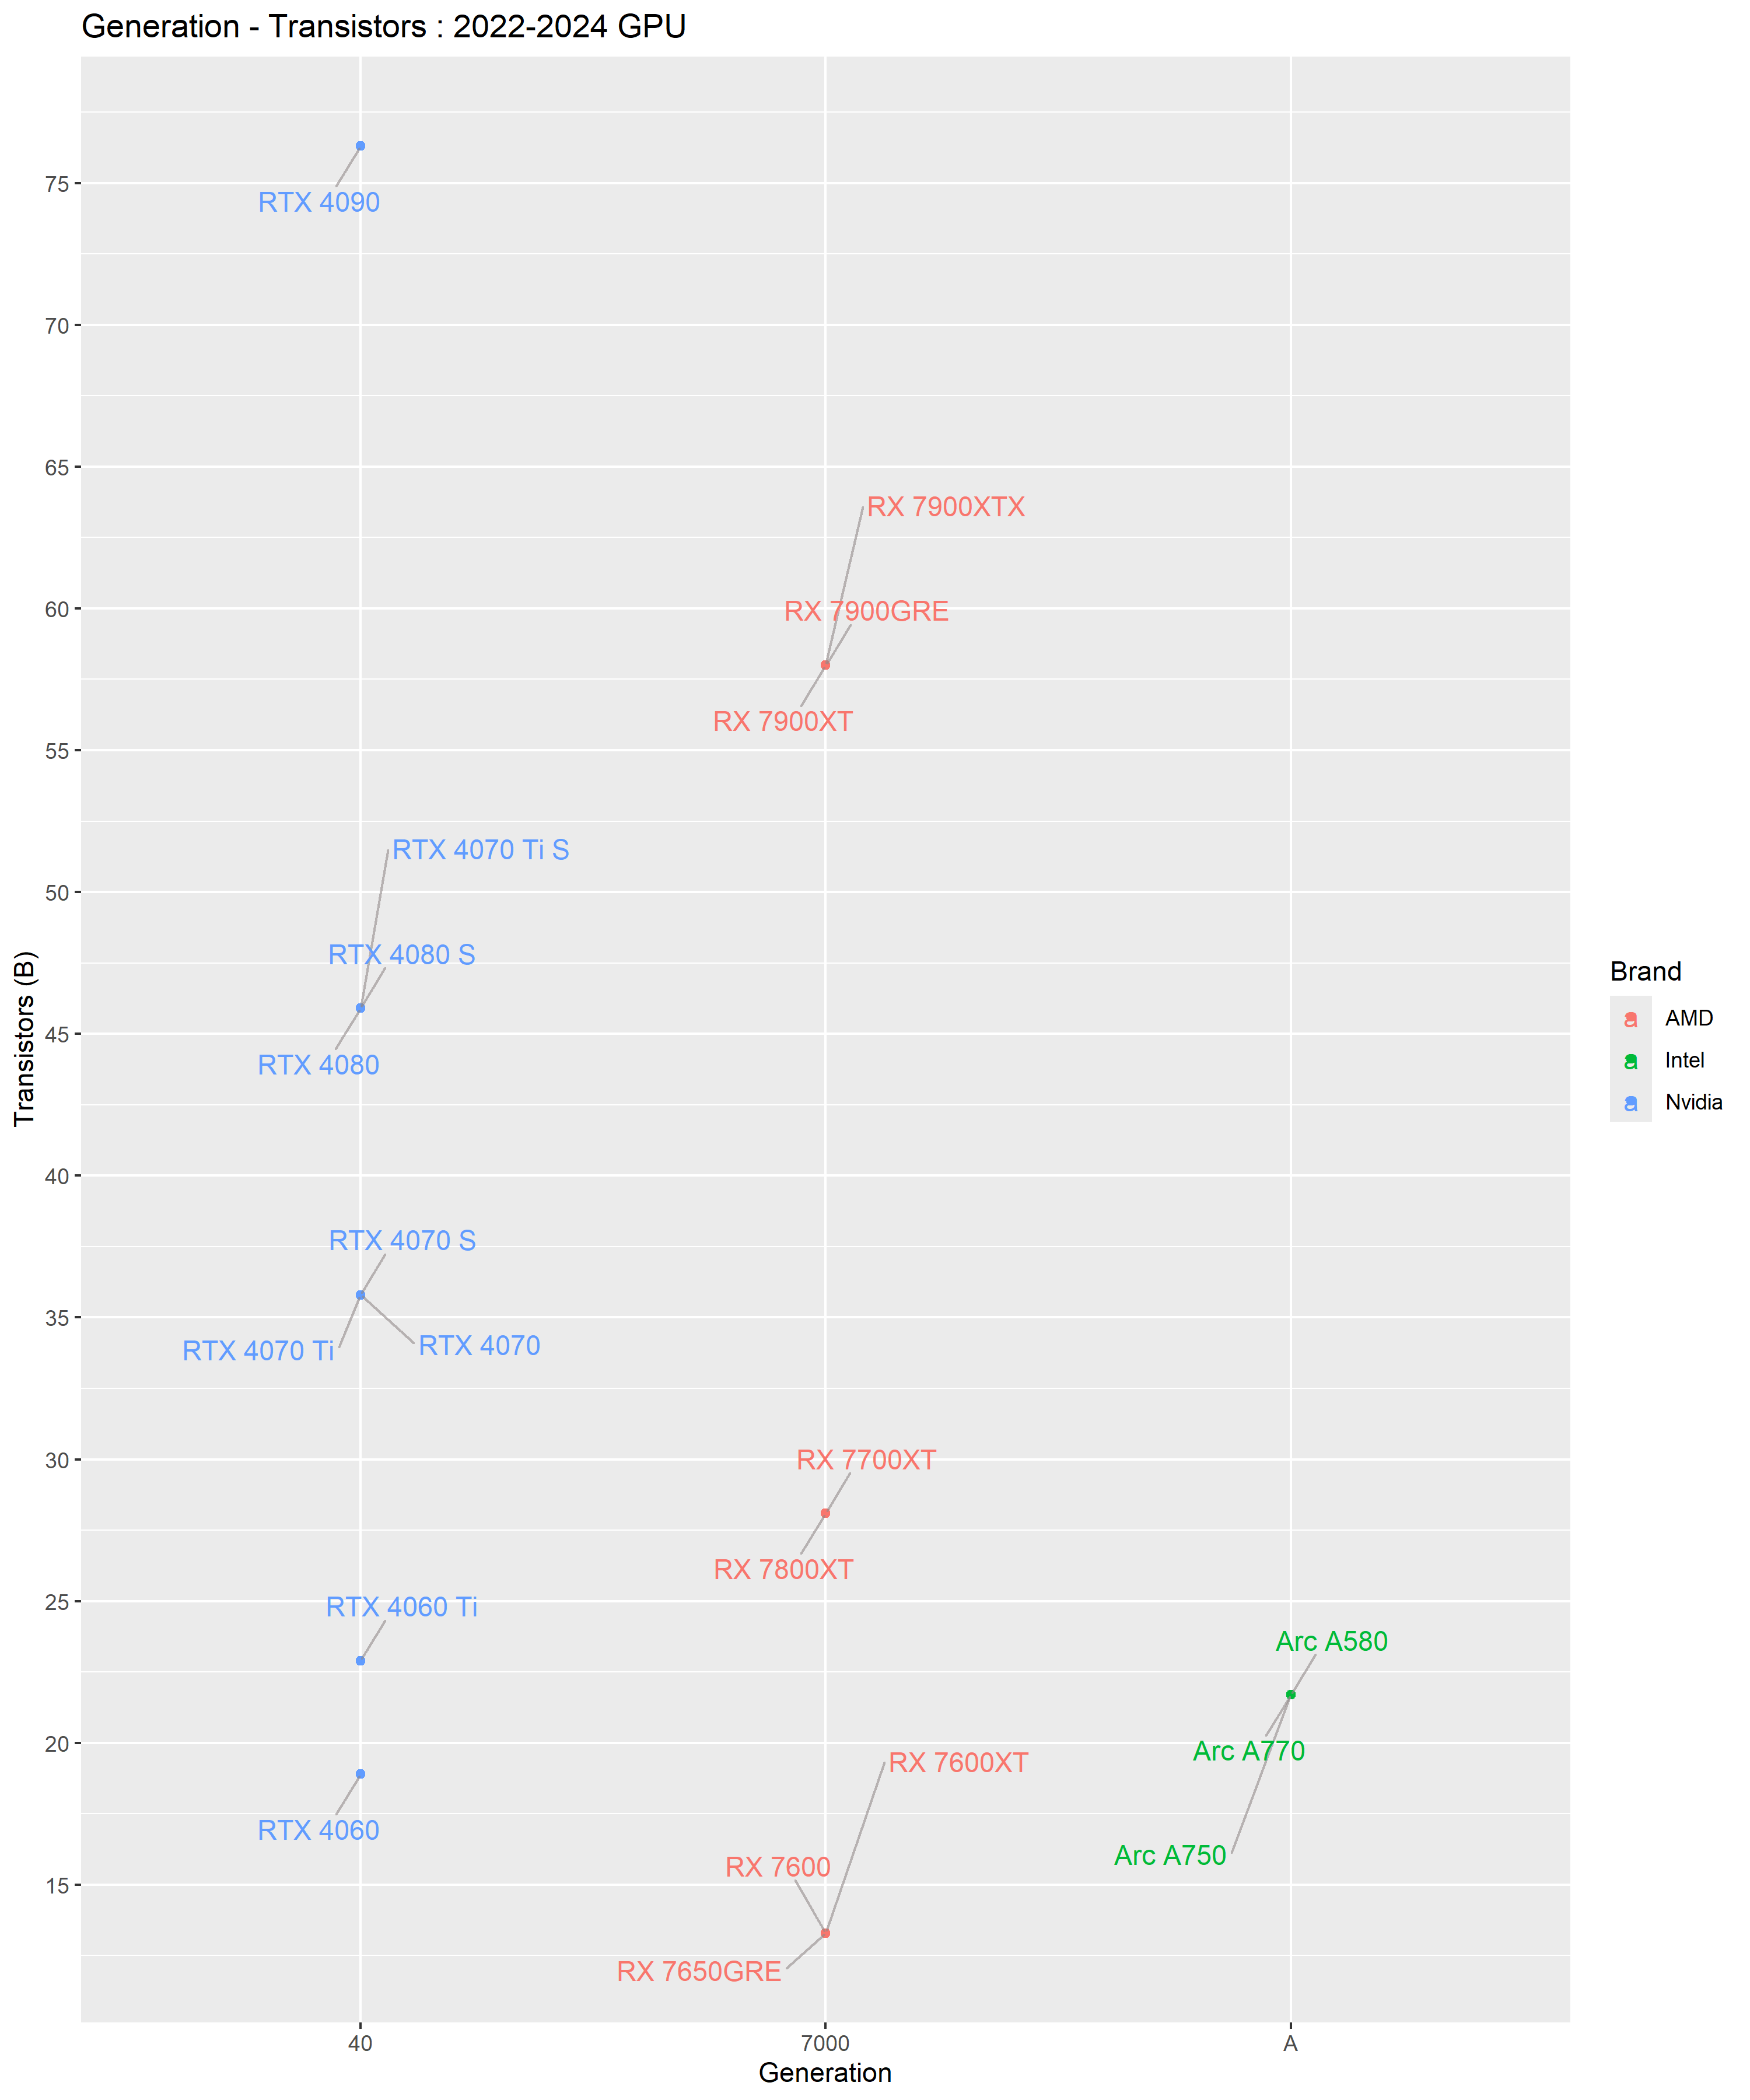 Generation - Transistors : 2022-2024 GPU
75
RTX 4090
70
65
RX 7900XTX
60
RX 7900GRE
RX 7900XT
55
RTX 4070 Ti S
50
RTX 4080 S
45
RTX 4080
40
RTX 4070 S
35
RTX 4070 Ti
RTX 4070
30
RX 7700XT
RX 7800XT
25
RTX 4060 Ti
Arc A580
20
Arc A770
RX 7600XT
RTX 4060
Arc A750
RX 7600
15
RX 7650GRE
40
7000
A
Generation
Transistors (B)
Brand
a AMD
a Intel
a Nvidia